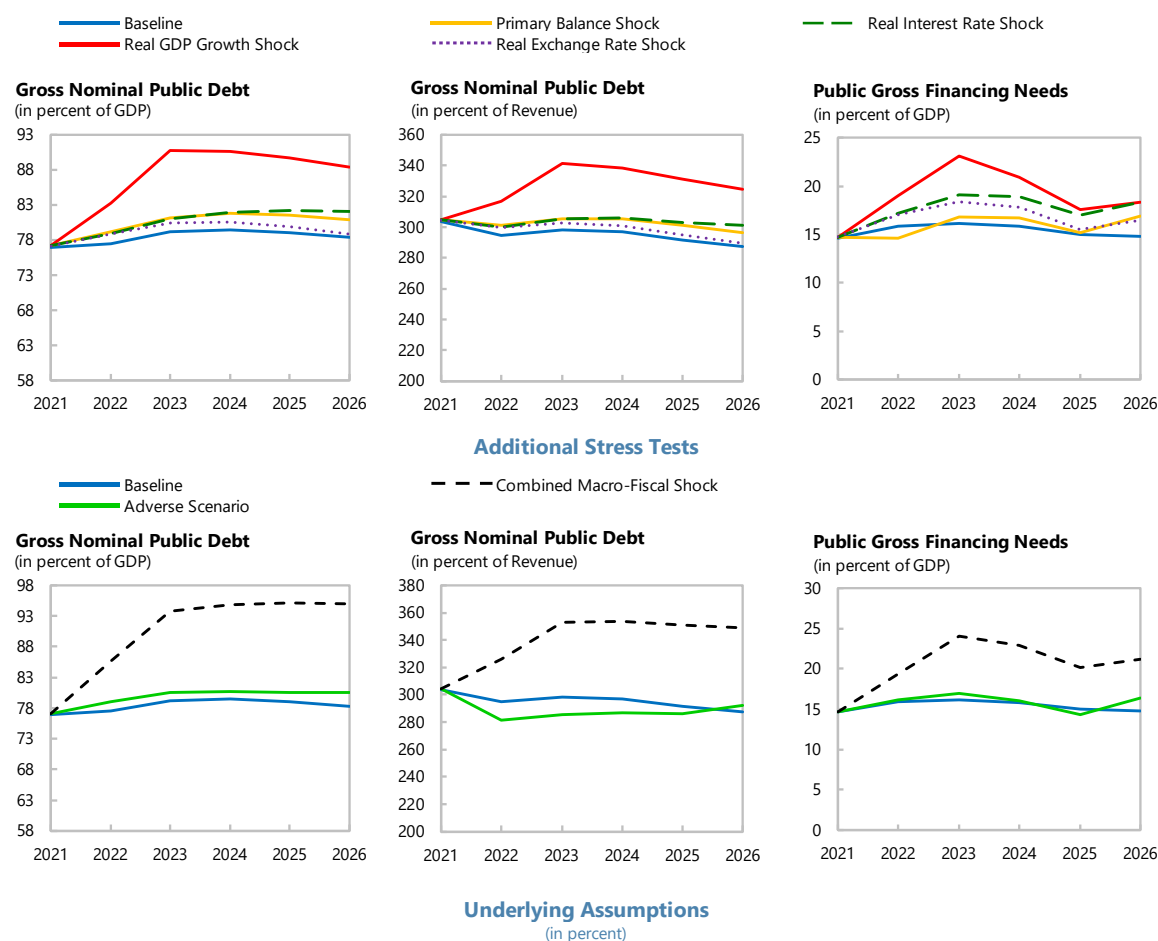 Baseline
Primary Balance Shock
Real Interest Rate Shock
Real GDP Growth Shock
Real Exchange Rate Shock
Gross Nominal Public Debt
(in percent of GDP)
93
88
83
78
73
68
63
58
2021 2022 2023 2024 2025 2026
Gross Nominal Public Debt
(in percent of Revenue)
360
340
320
300
280
260
240
220
200
2021 2022 2023 2024 2025 2026
Public Gross Financing Needs
(in percent of GDP)
25
20
15
10
5
0
2021 2022 2023 2024 2025 2026
Additional Stress Tests
Baseline
Combined Macro-Fiscal Shock
Adverse Scenario
Gross Nominal Public Debt
(in percent of GDP)
98
93
88
83
78
73
68
63
58
2021 2022 2023 2024 2025 2026
Gross Nominal Public Debt
(in percent of Revenue)
380
360
340
320
300
280
260
240
220
200
2021 2022 2023 2024 2025 2026
Public Gross Financing Needs
(in percent of GDP)
30
25
20
15
10
5
0
2021 2022 2023 2024 2025 2026
Underlying Assumptions
(in percent)